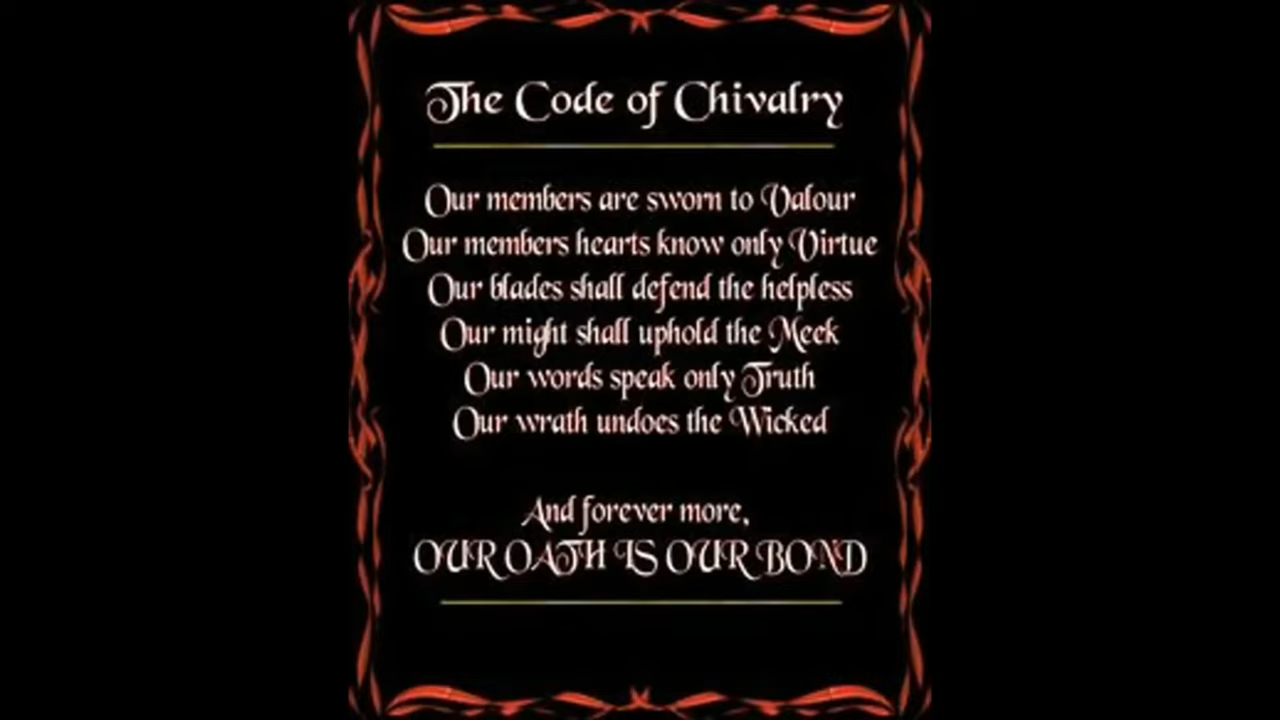 The Code of Chivalry
Our members are sworn to Valour
Our members hearts know only Virtue
Our blades shall defend the helpless
Our might shall uphold the Meek
Our words speak only Truth
Our wrath undoes the Wicked
And forever more,
OUR OATH IS OUR BOND